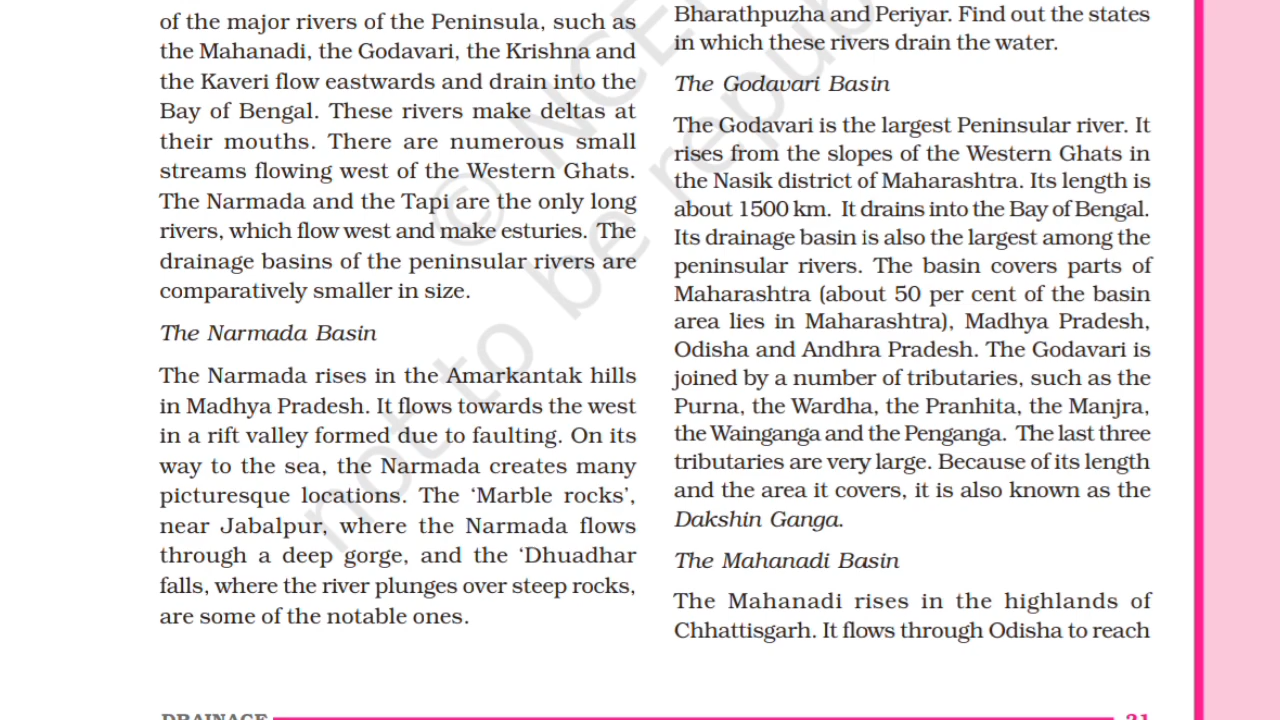 of the major rivers of the Peninsula, such as
the Mahanadi, the Godavari, the Krishna and
the Kaveri flow eastwards and drain into the
Bay of Bengal. These rivers make deltas at
their mouths. There are numerous small
streams flowing west of the Western Ghats.
The Narmada and the Tapi are the only long
rivers, which flow west and make esturies. The
drainage basins of the peninsular rivers are
comparatively smaller in size.
The Narmada Basin
The Narmada rises in the Amarkantak hills
in Madhya Pradesh. It flows towards the west
in a rift valley formed due to faulting. On its
way to the sea, the Narmada creates many
picturesque locations. The ‘Marble rocks’,
near Jabalpur, where the Narmada flows
through a deep gorge, and the ‘Dhuadhar
falls, where the river plunges over steep rocks,
are some of the notable ones.
Bharathpuzha and Periyar. Find out the states
in which these rivers drain the water.
The Godavari Basin
The Godavari is the largest Peninsular river. It
rises from the slopes of the Western Ghats in
the Nasik district of Maharashtra. Its length is
about 1500 km. It drains into the Bay of Bengal.
Its drainage basin is also the largest among the
peninsular rivers. The basin covers parts of
Maharashtra (about 50 per cent of the basin
area lies in Maharashtra), Madhya Pradesh,
Odisha and Andhra Pradesh. The Godavari is
joined by a number of tributaries, such as the
Purna, the Wardha, the Pranhita, the Manjra,
the Wainganga and the Penganga. The last three
tributaries are very large. Because of its length
and the area it covers, it is also known as the
Dakshin Ganga.
The Mahanadi Basin
The Mahanadi rises in the highlands of
Chhattisgarh. It flows through Odisha to reach
DRAINAGE 21
© NCE
not to be repub